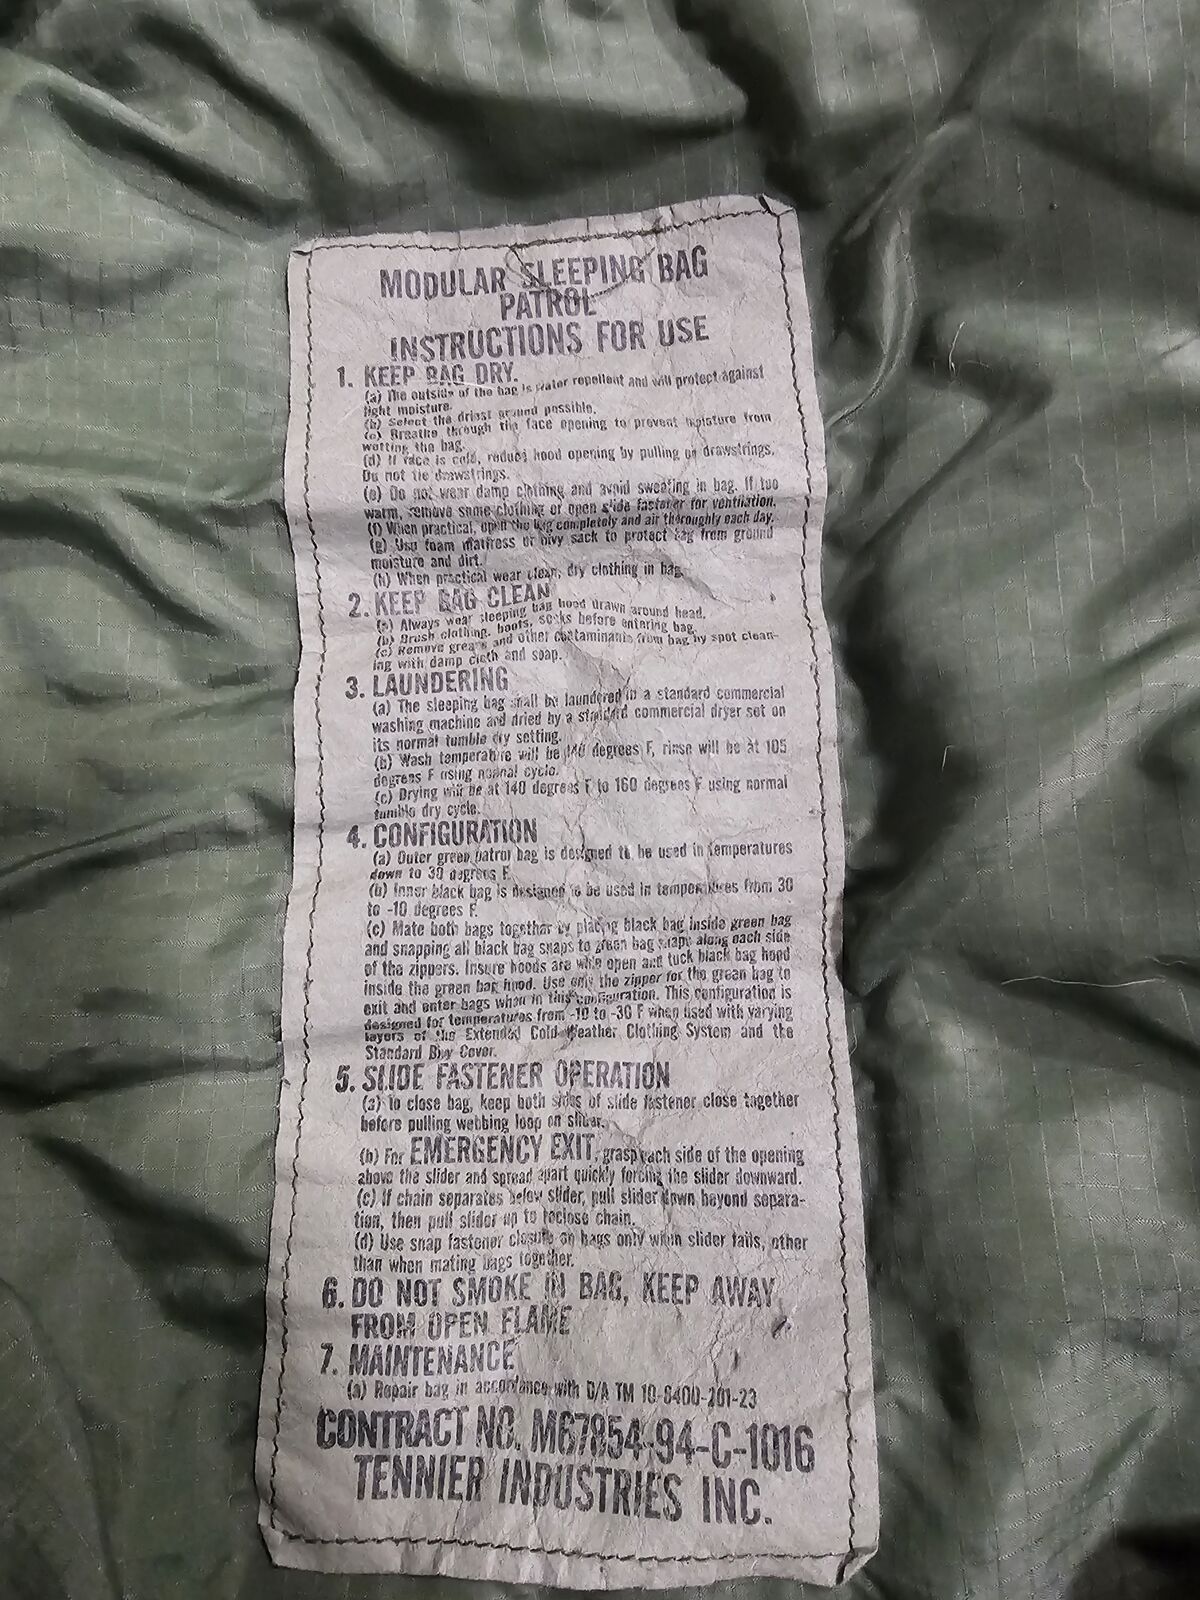 MODULAR SLEEPING BAG
PATROL
INSTRUCTIONS FOR USE
1. KEEP BAG DRY.
(a) The outside of the bag is water repellent and will protect against
light moisture.
(b) Select the driest ground possible.
(c) Breathe through the face opening to prevent moisture from
wetting the bag.
(d) If face is cold, reduce hood opening by pulling on drawstrings.
Do not tie drawstrings.
(e) Do not wear damp clothing and avoid sweating in bag. If too
warm, remove some clothing or open slide fastener for ventilation.
(f) When practical, open the bag completely and air thoroughly each day.
(g) Use foam mattress or bivy sack to protect bag from ground
moisture and dirt.
(h) When practical wear clean, dry clothing in bag.
2. KEEP BAG CLEAN
(a) Always wear sleeping bag hood drawn around head.
(b) Brush clothing, boots, socks before entering bag.
(c) Remove grease and other contaminants from bag by spot clean-
ing with damp cloth and soap.
3. LAUNDERING
(a) The sleeping bag shall be laundered in a standard commercial
washing machine and dried by a standard commercial dryer set on
its normal tumble dry setting.
(b) Wash temperature will be 140 degrees F, rinse will be at 105
degrees F using normal cycle.
(c) Drying will be at 140 degrees F to 160 degrees F using normal
tumble dry cycle.
4. CONFIGURATION
(a) Outer green patrol bag is designed to be used in temperatures
down to 30 degrees F.
(b) Inner black bag is designed to be used in temperatures from 30
to -10 degrees F.
(c) Mate both bags together by placing black bag inside green bag
and snapping all black bag snaps to green bag snaps along each side
of the zippers. Insure hoods are wide open and tuck black bag hood
inside the green bag hood. Use only the zipper for the green bag to
exit and enter bags when in this configuration. This configuration is
designed for temperatures from -10 to -30 F when used with varying
layers of the Extended Cold Weather Clothing System and the
Standard Bivy Cover.
5. SLIDE FASTENER OPERATION
(a) To close bag, keep both sides of slide fastener close together
before pulling webbing loop on slider.
(b) For EMERGENCY EXIT, grasp each side of the opening
above the slider and spread apart quickly forcing the slider downward.
(c) If chain separates below slider, pull slider down beyond separa-
tion, then pull slider up to reclose chain.
(d) Use snap fastener closure on bags only when slider fails, other
than when mating bags together.
6. DO NOT SMOKE IN BAG, KEEP AWAY
FROM OPEN FLAME
7. MAINTENANCE
(a) Repair bag in accordance with D/A TM 10-8400-201-23
CONTRACT NO. M67854-94-C-1016
TENNIER INDUSTRIES INC.